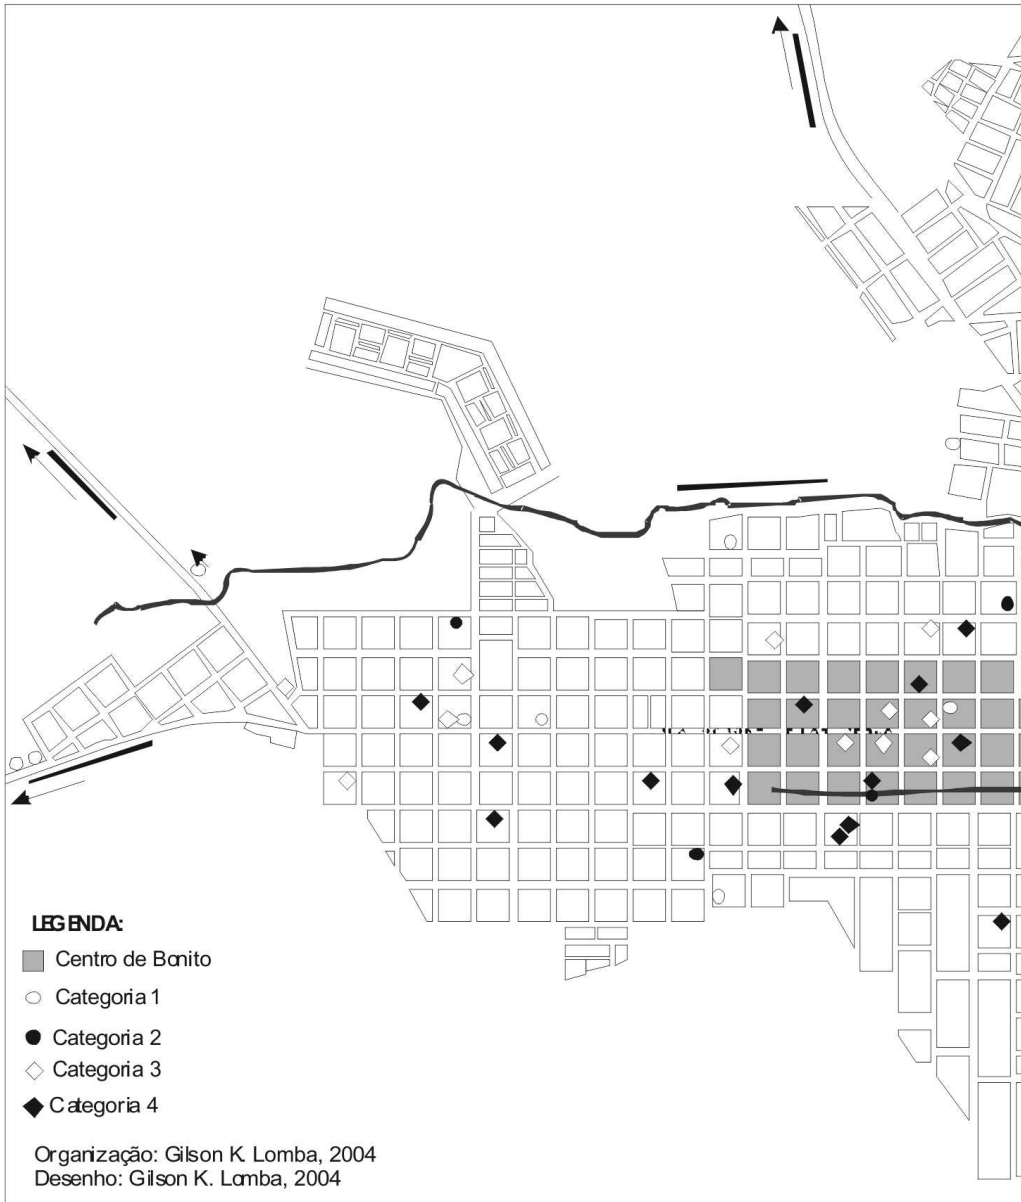 LEGENDA:
Centro de Bonito
Categoria 1
Categoria 2
Categoria 3
Categoria 4
Organização: Gilson K. Lomba, 2004
Desenho: Gilson K. Lomba, 2004